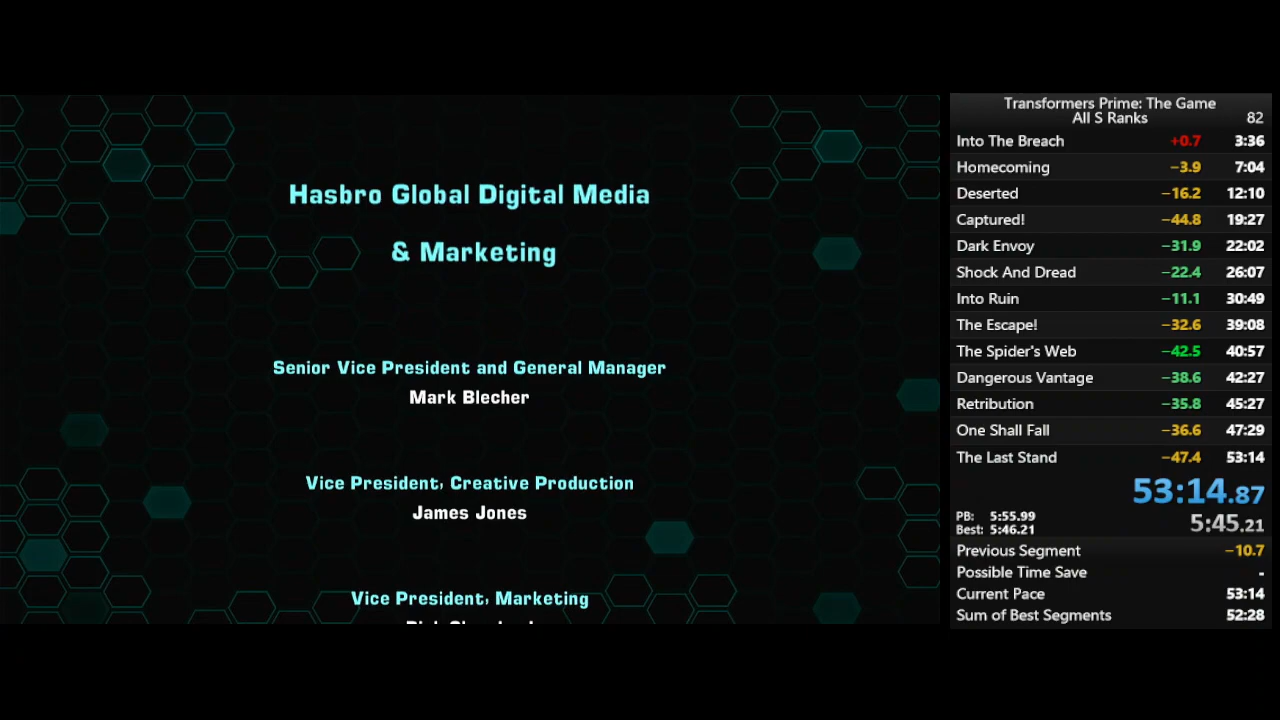 Hasbro Global Digital Media
& Marketing
Senior Vice President and General Manager
Mark Blecher
Vice President, Creative Production
James Jones
Vice President, Marketing
Transformers Prime: The Game
All S Ranks 82
Into The Breach +0.7 3:36
Homecoming −3.9 7:04
Deserted −16.2 12:10
Captured! −44.8 19:27
Dark Envoy −31.9 22:02
Shock And Dread −22.4 26:07
Into Ruin −11.1 30:49
The Escape! −32.6 39:08
The Spider's Web −42.5 40:57
Dangerous Vantage −38.6 42:27
Retribution −35.8 45:27
One Shall Fall −36.6 47:29
The Last Stand −47.4 53:14
53:14.87
PB: 5:55.99
Best: 5:46.21
5:45.21
Previous Segment −10.7
Possible Time Save -
Current Pace 53:14
Sum of Best Segments 52:28